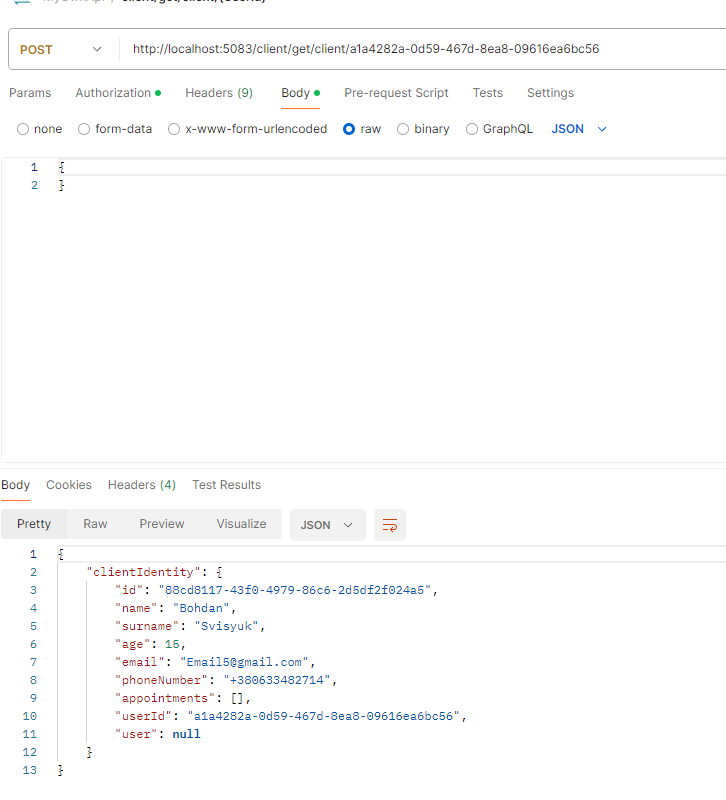 POST http://localhost:5083/client/get/client/a1a4282a-0d59-467d-8ea8-09616ea6bc56
Params Authorization Headers (9) Body Pre-request Script Tests Settings
none form-data x-www-form-urlencoded raw binary GraphQL JSON
1 {
2 }
Body Cookies Headers (4) Test Results
Pretty Raw Preview Visualize JSON
1 {
2 "clientIdentity": {
3 "id": "88cd8117-43f0-4979-86c6-2d5df2f024a5",
4 "name": "Bohdan",
5 "surname": "Svisyuk",
6 "age": 15,
7 "email": "Email5@gmail.com",
8 "phoneNumber": "+380633482714",
9 "appointments": [],
10 "userId": "a1a4282a-0d59-467d-8ea8-09616ea6bc56",
11 "user": null
12 }
13 }